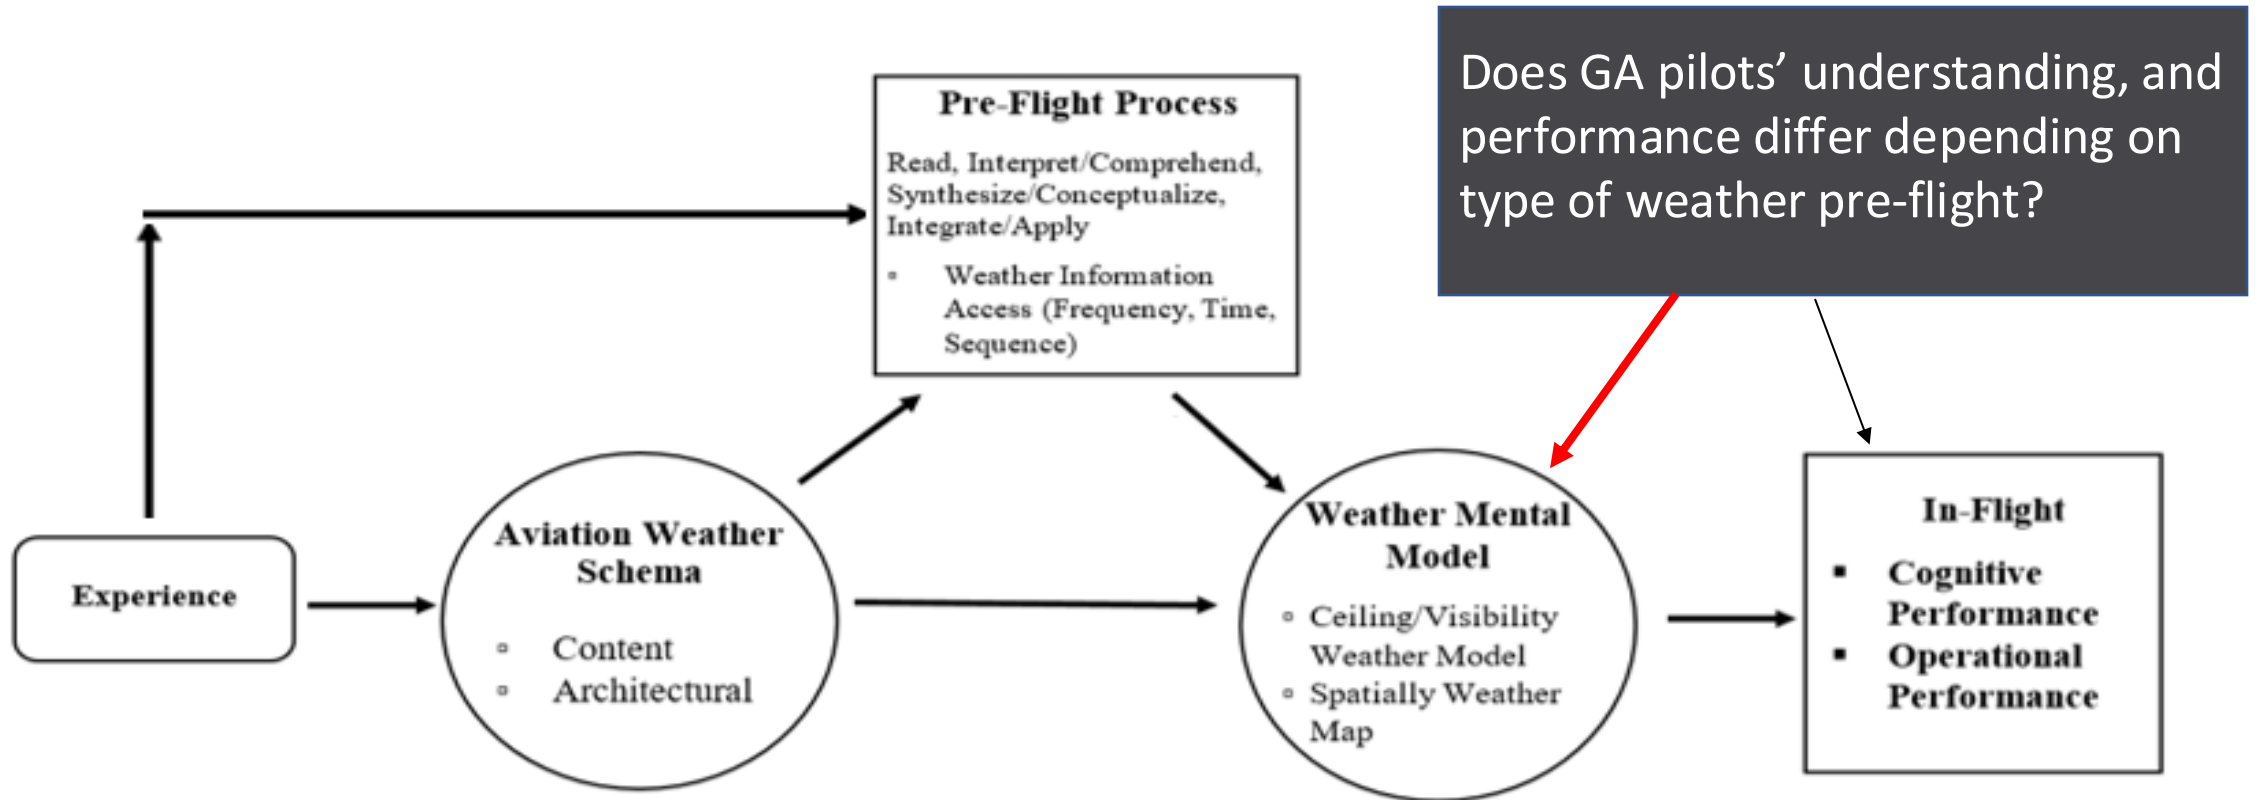 Does GA pilots’ understanding, and
performance differ depending on
type of weather pre-flight?
Pre-Flight Process
Read, Interpret/Comprehend,
Synthesize/Conceptualize,
Integrate/Apply
▫ Weather Information
Access (Frequency, Time,
Sequence)
Experience
Aviation Weather
Schema
▫ Content
▫ Architectural
Weather Mental
Model
▫ Ceiling/Visibility
Weather Model
▫ Spatially Weather
Map
In-Flight
▪ Cognitive
Performance
▪ Operational
Performance